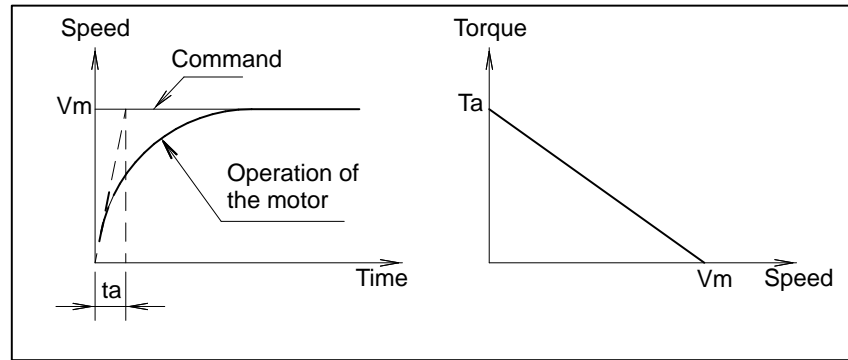 Speed
Command
Vm
Operation of
the motor
Time
ta
Torque
Ta
Vm
Speed